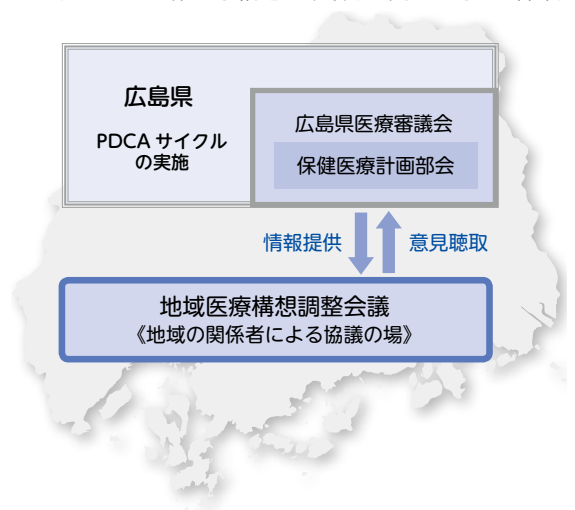 広島県
PDCA サイクル
の実施
広島県医療審議会
保健医療計画部会
情報提供
意見聴取
地域医療構想調整会議
《地域の関係者による協議の場》